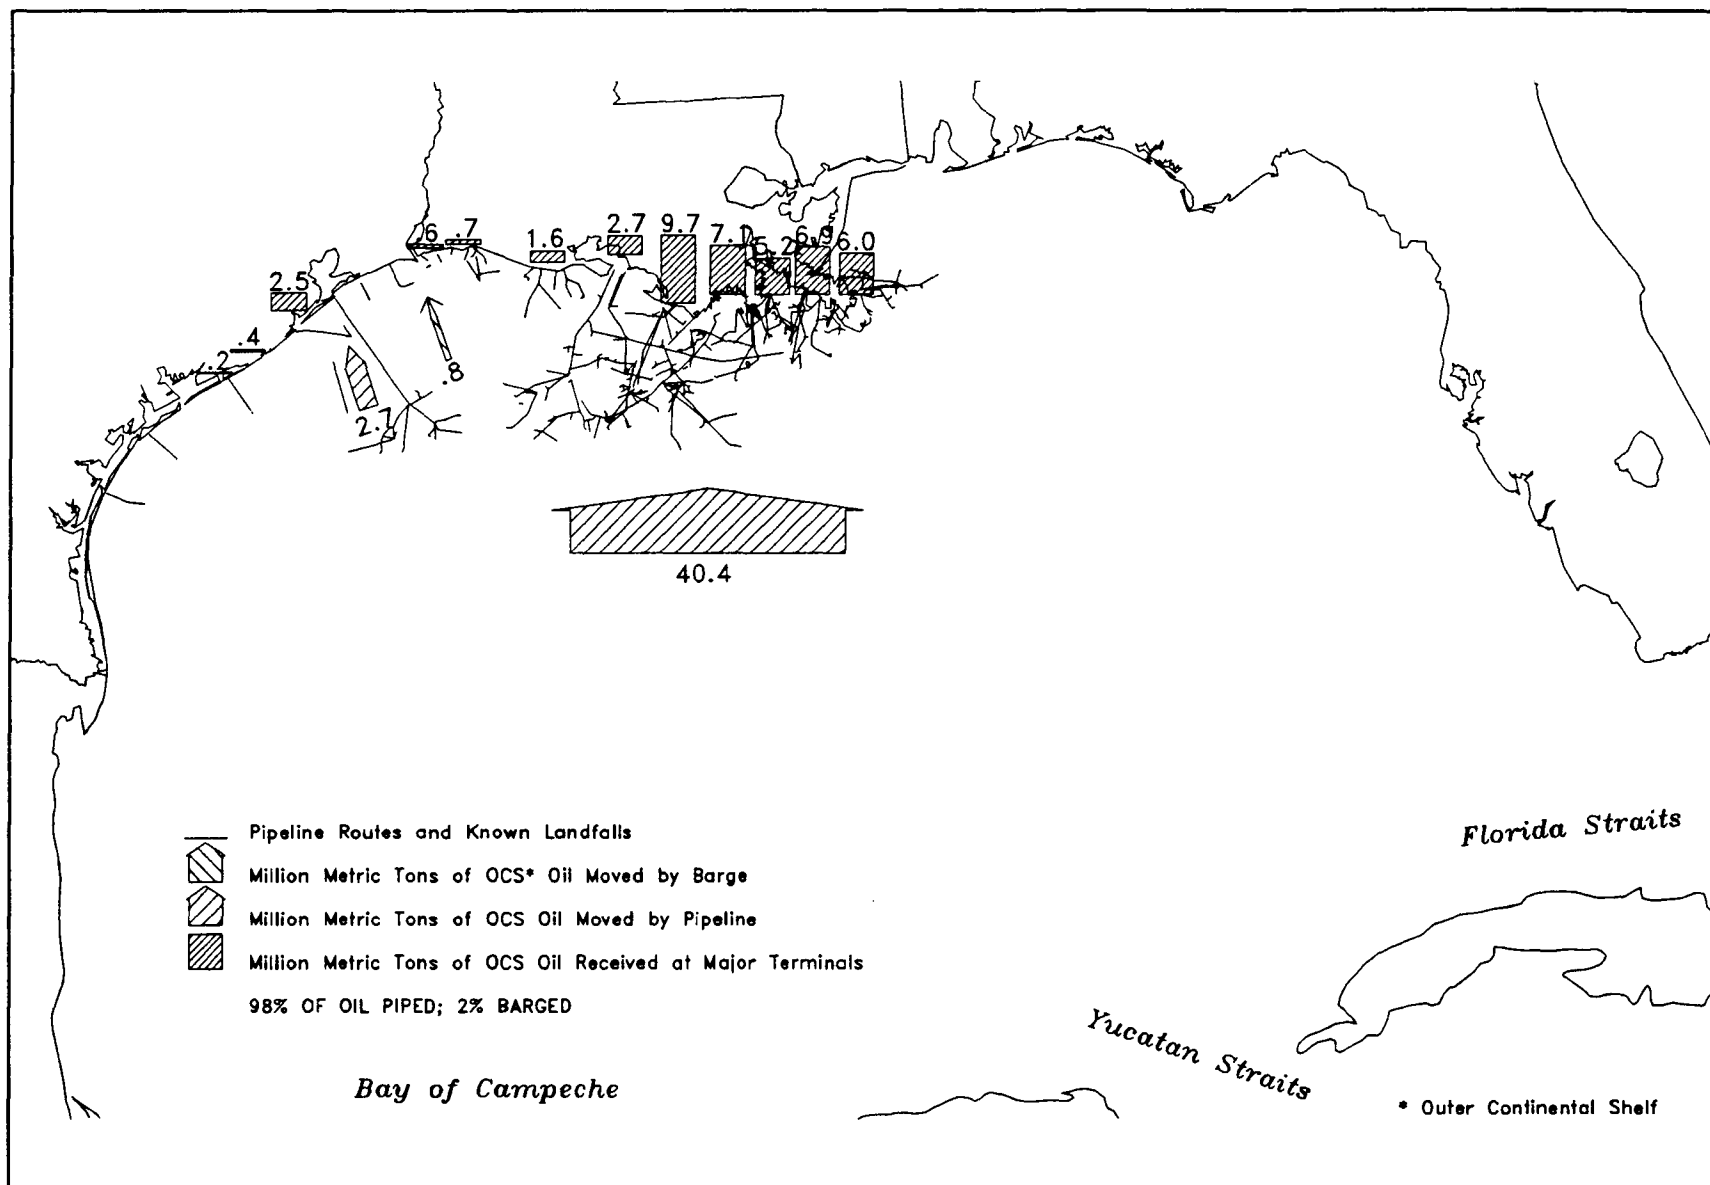 2.7
9.7
7.1
6.9
.6
.7
1.6
5.2
6.0
2.5
.4
.2
.8
2.7
40.4
Pipeline Routes and Known Landfalls
Million Metric Tons of OCS* Oil Moved by Barge
Million Metric Tons of OCS Oil Moved by Pipeline
Million Metric Tons of OCS Oil Received at Major Terminals
98% OF OIL PIPED; 2% BARGED
Florida Straits
Yucatan Straits
Bay of Campeche
* Outer Continental Shelf